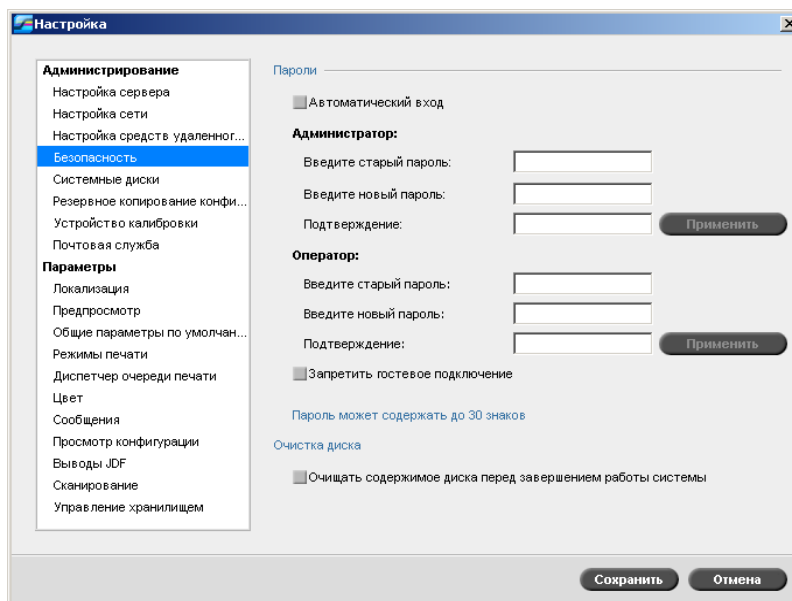 Настройка
Администрирование
Настройка сервера
Настройка сети
Настройка средств удаленног...
Безопасность
Системные диски
Резервное копирование конфи...
Устройство калибровки
Почтовая служба
Параметры
Локализация
Предпросмотр
Общие параметры по умолчан...
Режимы печати
Диспетчер очереди печати
Цвет
Сообщения
Просмотр конфигурации
Выводы JDF
Сканирование
Управление хранилищем
Пароли
Автоматический вход
Администратор:
Введите старый пароль:
Введите новый пароль:
Подтверждение:
Применить
Оператор:
Введите старый пароль:
Введите новый пароль:
Подтверждение:
Применить
Запретить гостевое подключение
Пароль может содержать до 30 знаков
Очистка диска
Очищать содержимое диска перед завершением работы системы
Сохранить
Отмена